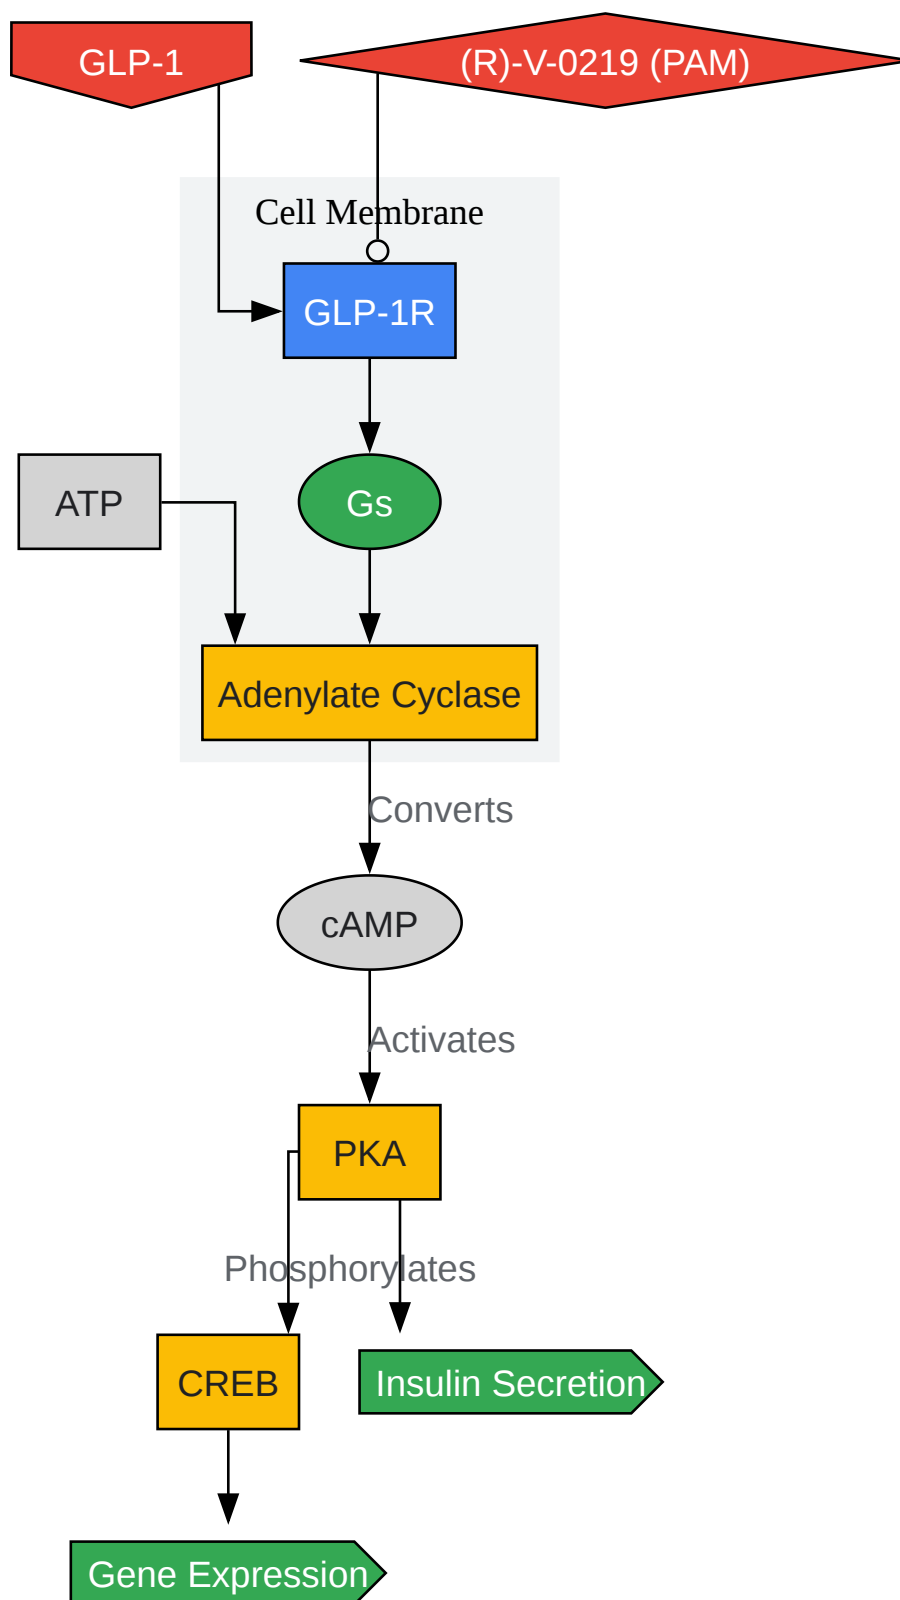 GLP-1
(R)-V-0219 (PAM)
Cell Membrane
GLP-1R
ATP
Gs
Adenylate Cyclase
Converts
cAMP
Activates
PKA
Phosphorylates
CREB
Insulin Secretion
Gene Expression